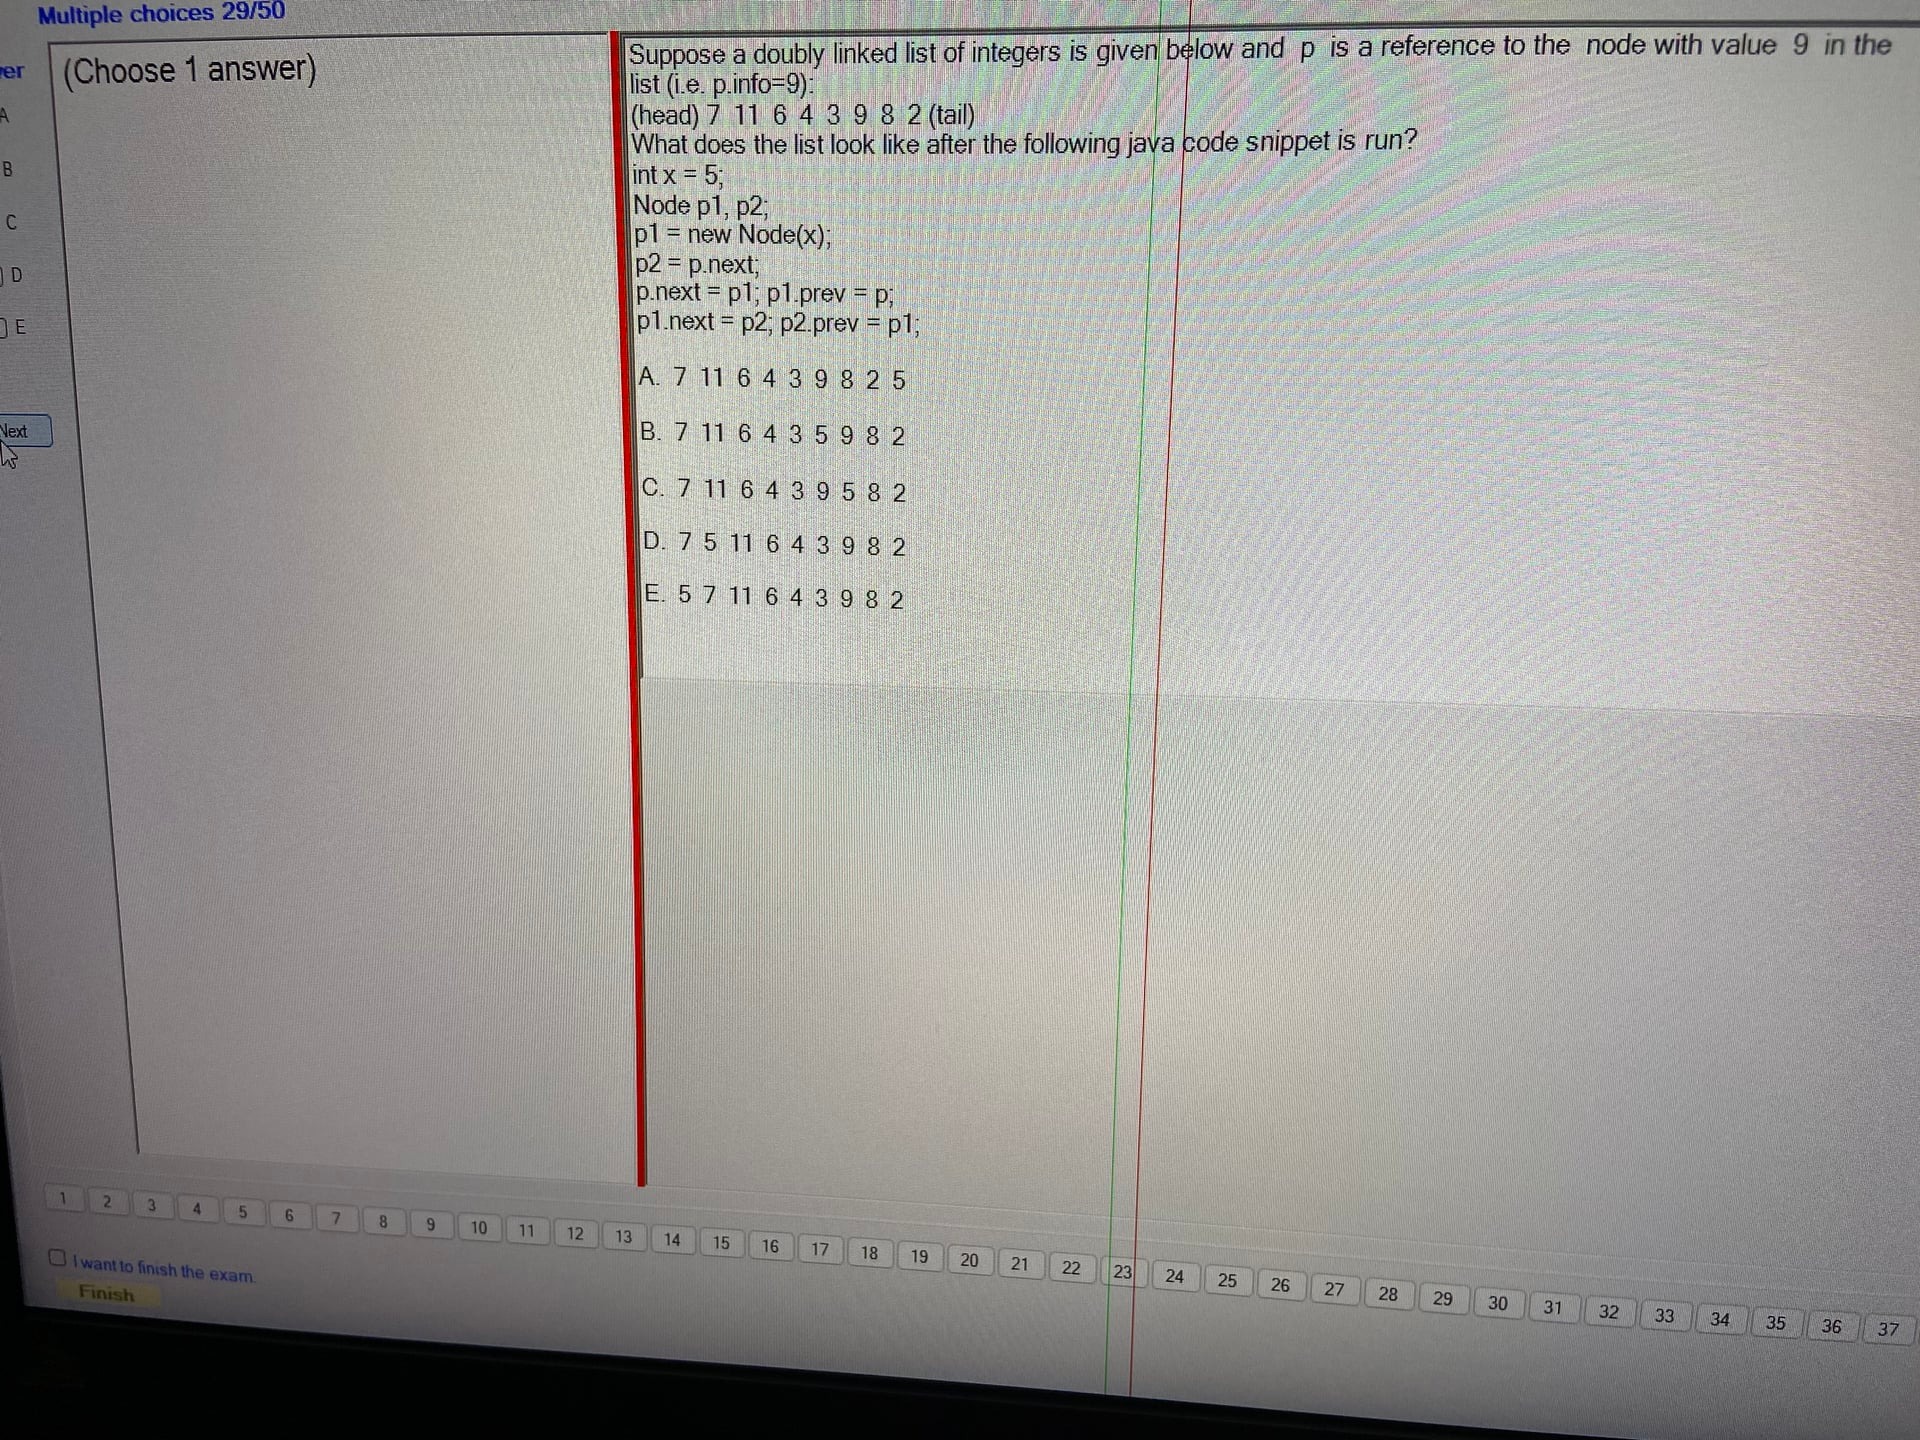 Multiple choices 29/50
(Choose 1 answer)
A
B
C
D
E
Next
Suppose a doubly linked list of integers is given below and p is a reference to the node with value 9 in the
list (i.e. p.info=9):
(head) 7 11 6 4 3 9 8 2 (tail)
What does the list look like after the following java code snippet is run?
int x = 5;
Node p1, p2;
p1 = new Node(x);
p2 = p.next;
p.next = p1; p1.prev = p;
p1.next = p2; p2.prev = p1;
A. 7 11 6 4 3 9 8 2 5
B. 7 11 6 4 3 5 9 8 2
C. 7 11 6 4 3 9 5 8 2
D. 7 5 11 6 4 3 9 8 2
E. 5 7 11 6 4 3 9 8 2
1 2 3 4 5 6 7 8 9 10 11 12 13 14 15 16 17 18 19 20 21 22 23 24 25 26 27 28 29 30 31 32 33 34 35 36 37
I want to finish the exam.
Finish